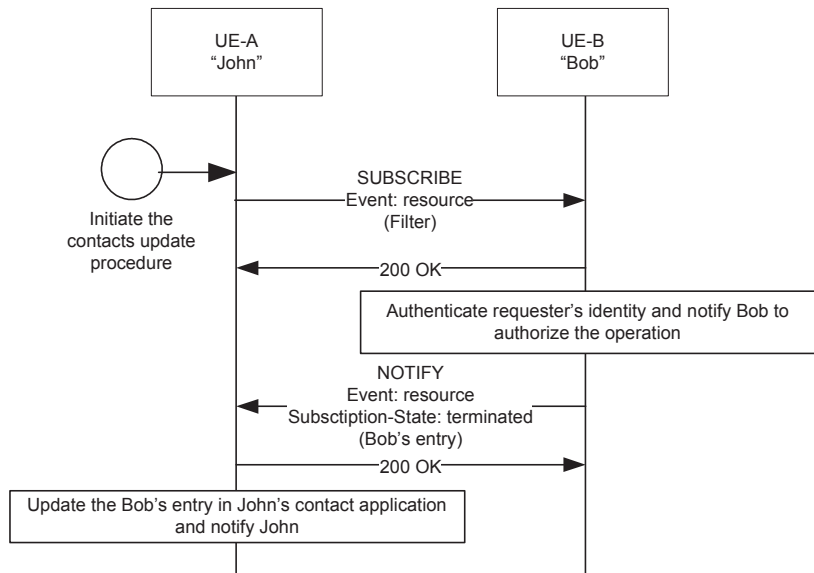 UE-A
“John”
UE-B
“Bob”
Initiate the
contacts update
procedure
SUBSCRIBE
Event: resource
(Filter)
200 OK
Authenticate requester’s identity and notify Bob to
authorize the operation
NOTIFY
Event: resource
Subsctiption-State: terminated
(Bob’s entry)
200 OK
Update the Bob’s entry in John’s contact application
and notify John